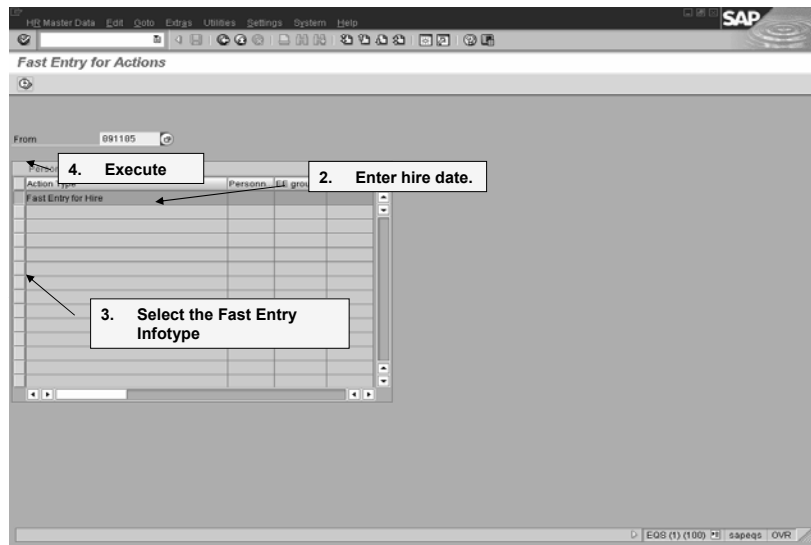 HR Master Data Edit Goto Extras Utilities Settings System Help
SAP
Fast Entry for Actions
From 091105
4. Execute
2. Enter hire date.
Action Type Personn. EE grou
Fast Entry for Hire
3. Select the Fast Entry
Infotype
EQS (1) (100) sapeqs OVR